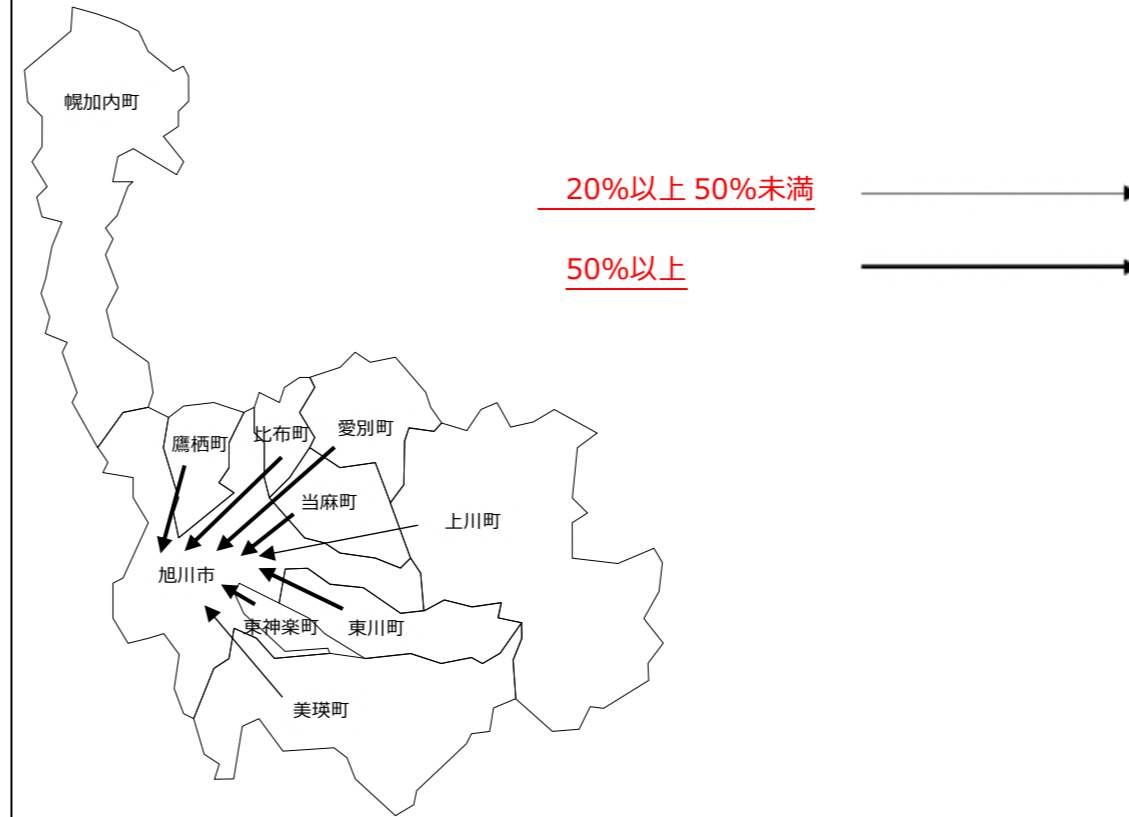 幌加内町
20%以上 50%未満
50%以上
鷹栖町
比布町
愛別町
当麻町
上川町
旭川市
東神楽町
東川町
美瑛町